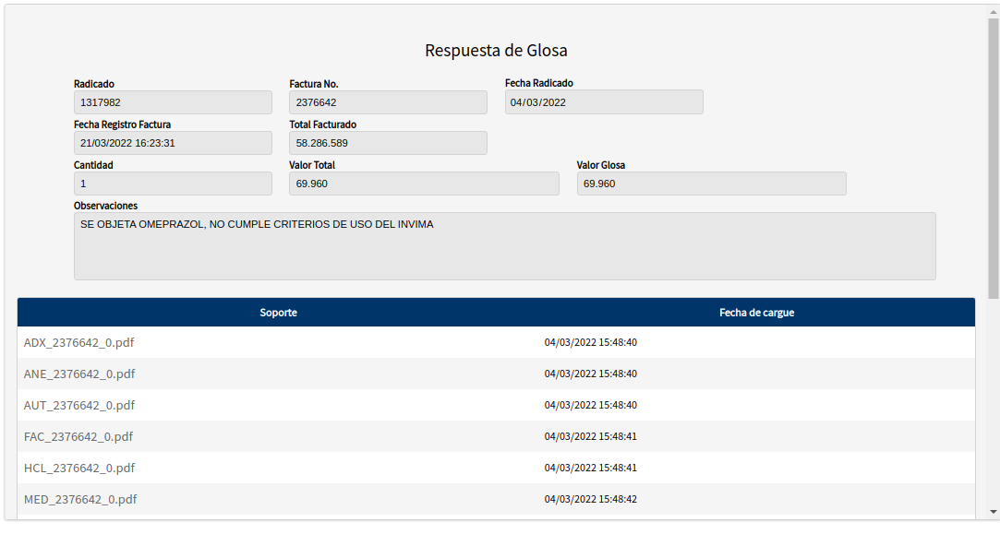 Respuesta de Glosa
Radicado Factura No. Fecha Radicado
1317982 2376642 04/03/2022
Fecha Registro Factura Total Facturado
21/03/2022 16:23:31 58.286.589
Cantidad Valor Total Valor Glosa
1 69.960 69.960
Observaciones
SE OBJETA OMEPRAZOL, NO CUMPLE CRITERIOS DE USO DEL INVIMA
Soporte Fecha de cargue
ADX_2376642_0.pdf 04/03/2022 15:48:40
ANE_2376642_0.pdf 04/03/2022 15:48:40
AUT_2376642_0.pdf 04/03/2022 15:48:40
FAC_2376642_0.pdf 04/03/2022 15:48:41
HCL_2376642_0.pdf 04/03/2022 15:48:41
MED_2376642_0.pdf 04/03/2022 15:48:42